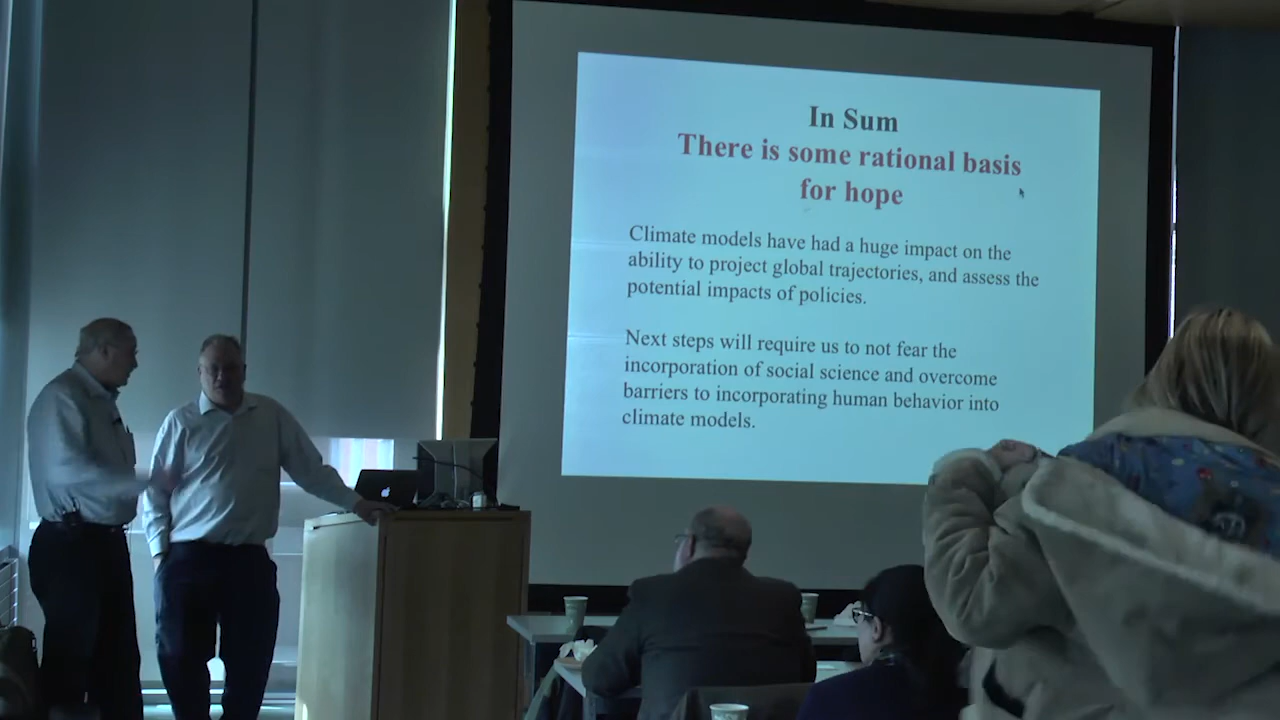 In Sum
There is some rational basis
for hope
Climate models have had a huge impact on the
ability to project global trajectories, and assess the
potential impacts of policies.
Next steps will require us to not fear the
incorporation of social science and overcome
barriers to incorporating human behavior into
climate models.